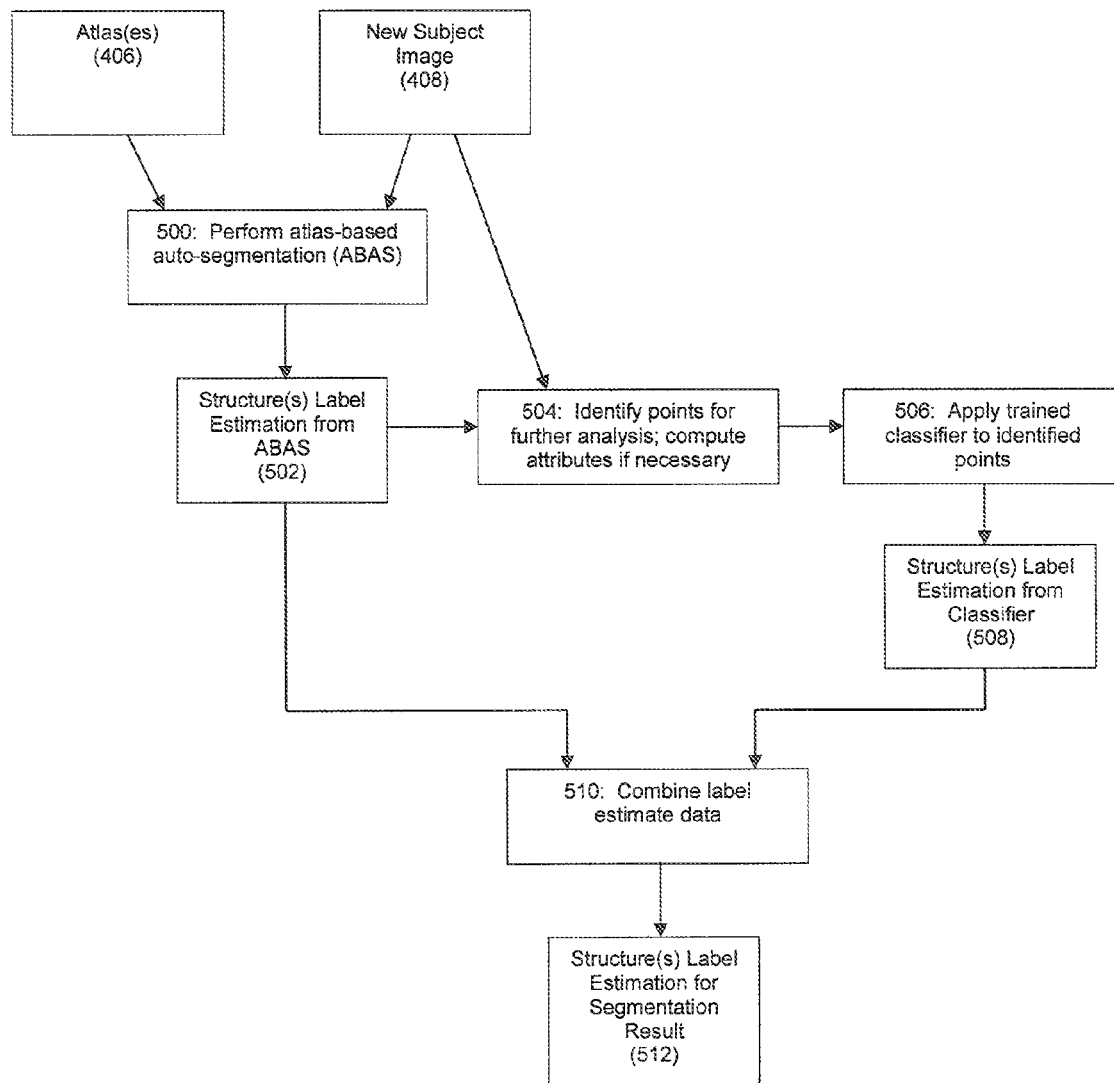 Atlas(es)
(406)
New Subject
Image
(408)
500: Perform atlas-based
auto-segmentation (ABAS)
Structure(s) Label
Estimation from
ABAS
(502)
504: Identify points for
further analysis; compute
attributes if necessary
506: Apply trained
classifier to identified
points
Structure(s) Label
Estimation from
Classifier
(508)
510: Combine label
estimate data
Structure(s) Label
Estimation for
Segmentation
Result
(512)